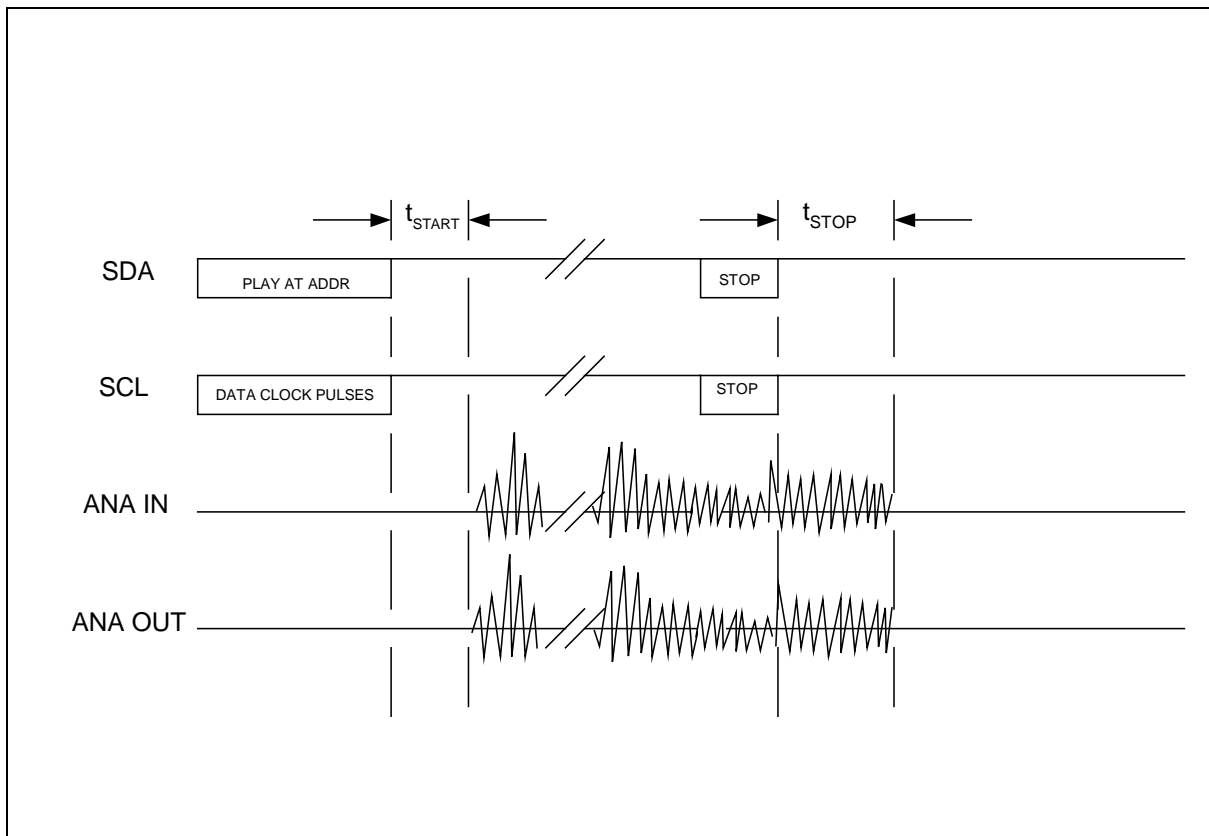 tSTART
tSTOP
SDA
PLAY AT ADDR
STOP
SCL
DATA CLOCK PULSES
STOP
ANA IN
ANA OUT